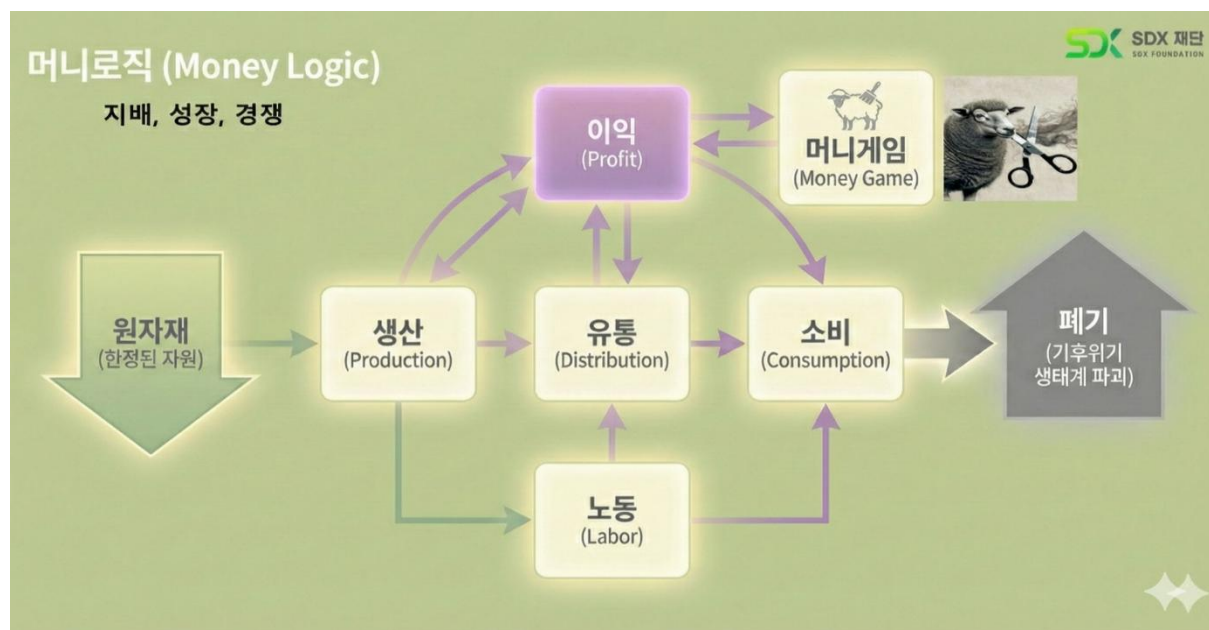 머니로직 (Money Logic)
지배, 성장, 경쟁
SDX 재단
SDX FOUNDATION
이익
(Profit)
머니게임
(Money Game)
원자재
(한정된 자원)
생산
(Production)
유통
(Distribution)
소비
(Consumption)
폐기
(기후위기
생태계 파괴)
노동
(Labor)